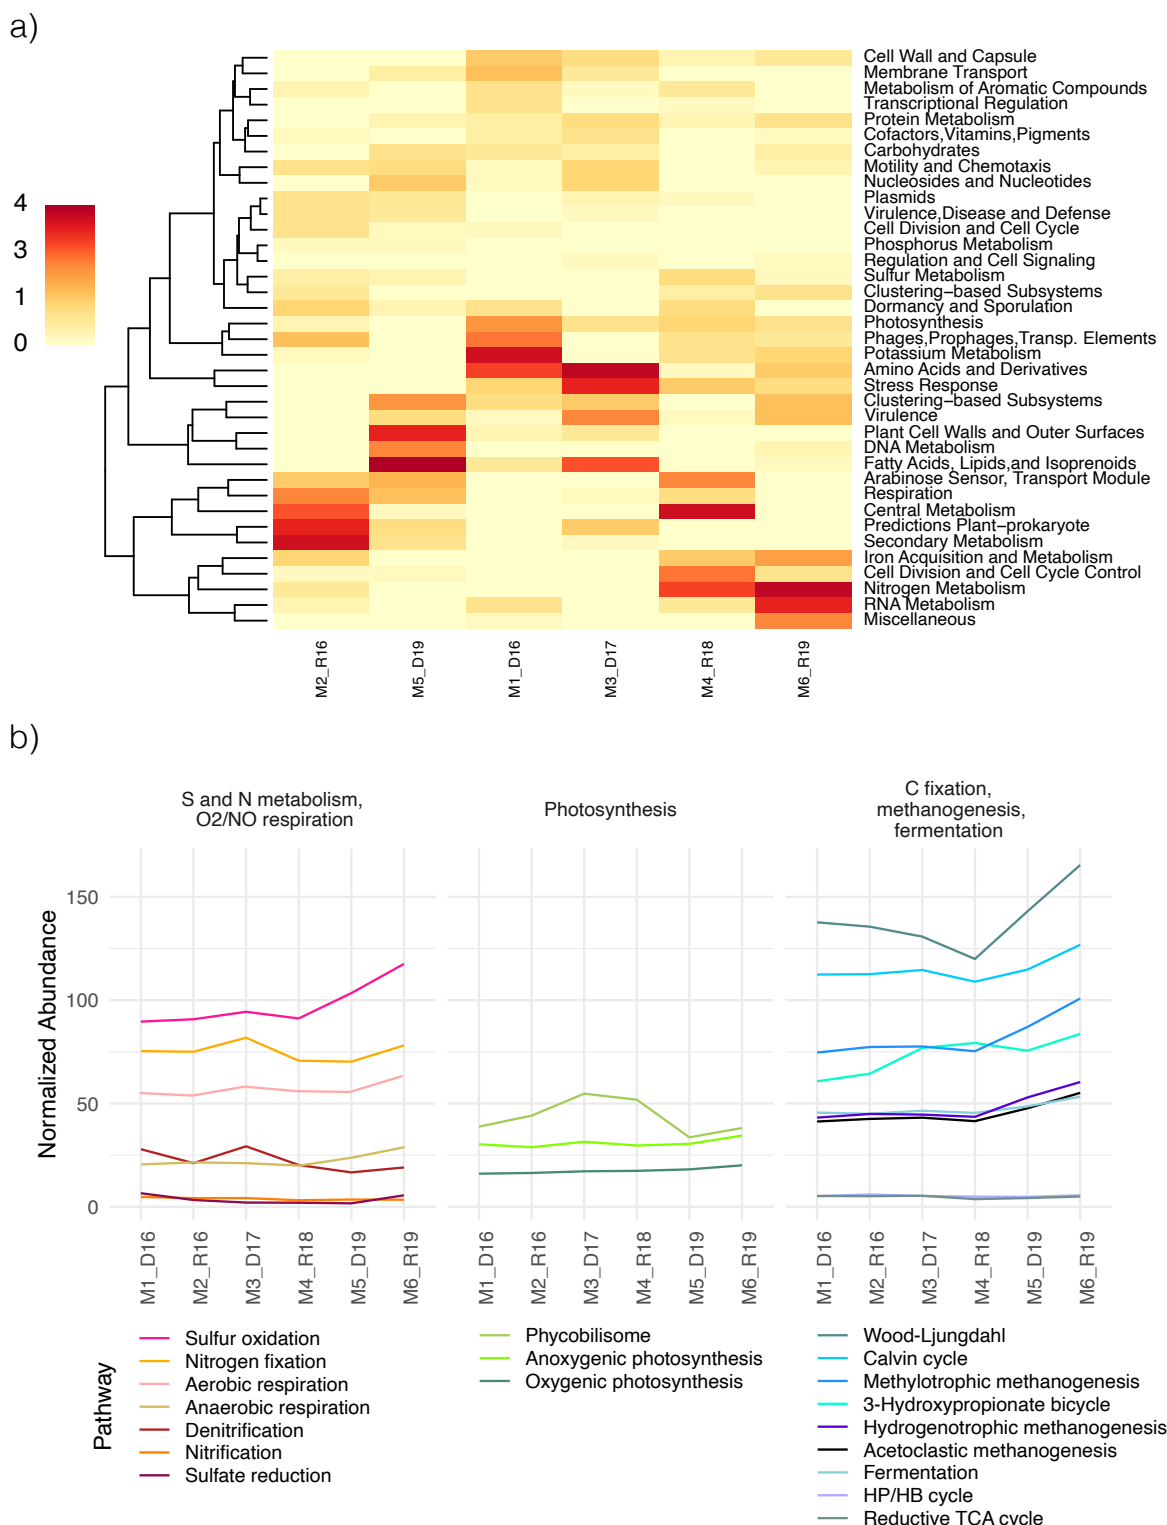 a)
Cell Wall and Capsule
Membrane Transport
Metabolism of Aromatic Compounds
Transcriptional Regulation
Protein Metabolism
Cofactors,Vitamins,Pigments
Carbohydrates
Motility and Chemotaxis
Nucleosides and Nucleotides
Plasmids
Virulence,Disease and Defense
Cell Division and Cell Cycle
Phosphorus Metabolism
Regulation and Cell Signaling
Sulfur Metabolism
Clustering−based Subsystems
Dormancy and Sporulation
Photosynthesis
Phages,Prophages,Transp. Elements
Potassium Metabolism
Amino Acids and Derivatives
Stress Response
Clustering−based Subsystems
Virulence
Plant Cell Walls and Outer Surfaces
DNA Metabolism
Fatty Acids, Lipids,and Isoprenoids
Arabinose Sensor, Transport Module
Respiration
Central Metabolism
Predictions Plant−prokaryote
Secondary Metabolism
Iron Acquisition and Metabolism
Cell Division and Cell Cycle Control
Nitrogen Metabolism
RNA Metabolism
Miscellaneous
4
3
1
0
M2_R16
M5_D19
M1_D16
M3_D17
M4_R18
M6_R19
b)
S and N metabolism,
O2/NO respiration
Photosynthesis
C fixation,
methanogenesis,
fermentation
Normalized Abundance
150
100
50
0
M1_D16
M2_R16
M3_D17
M4_R18
M5_D19
M6_R19
M1_D16
M2_R16
M3_D17
M4_R18
M5_D19
M6_R19
M1_D16
M2_R16
M3_D17
M4_R18
M5_D19
M6_R19
Pathway
Sulfur oxidation
Nitrogen fixation
Aerobic respiration
Anaerobic respiration
Denitrification
Nitrification
Sulfate reduction
Phycobilisome
Anoxygenic photosynthesis
Oxygenic photosynthesis
Wood-Ljungdahl
Calvin cycle
Methylotrophic methanogenesis
3-Hydroxypropionate bicycle
Hydrogenotrophic methanogenesis
Acetoclastic methanogenesis
Fermentation
HP/HB cycle
Reductive TCA cycle